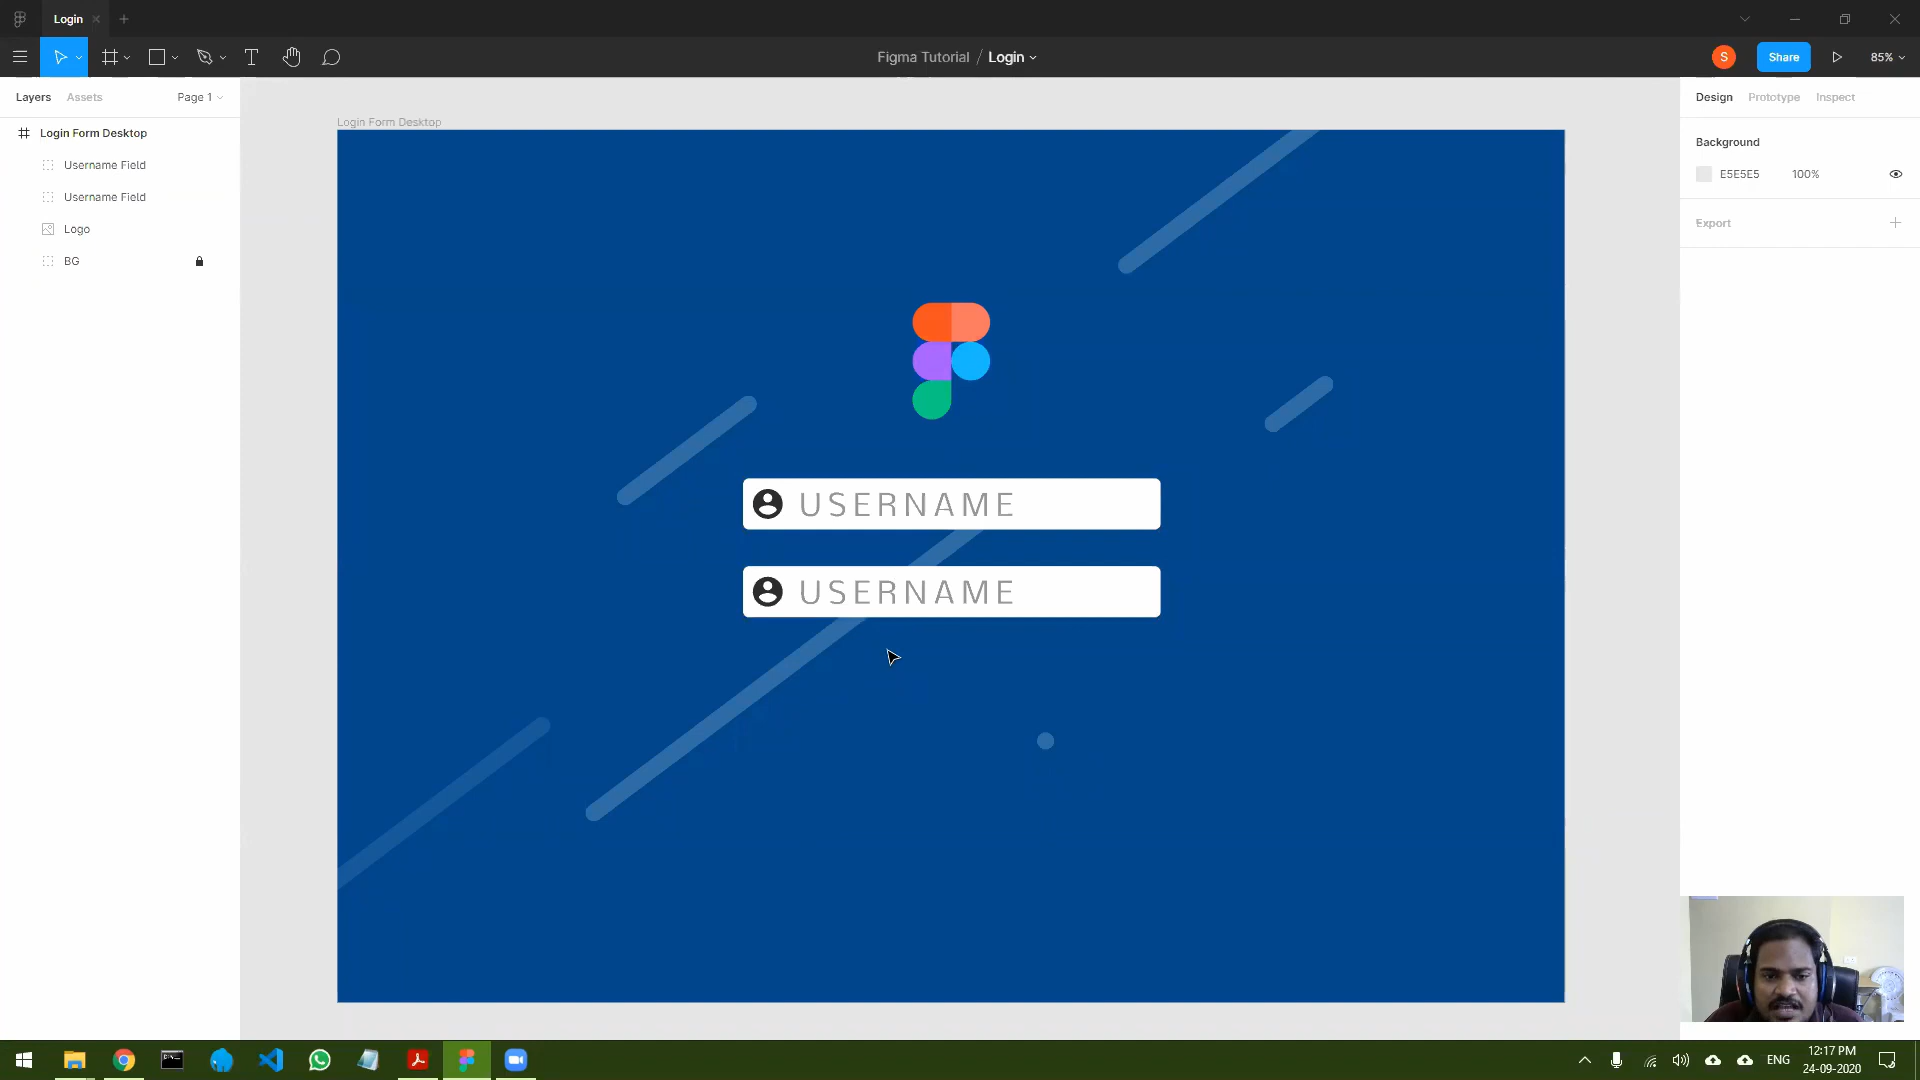 Login
Figma Tutorial / Login
S
Share
85%
Layers
Assets
Page 1
Design
Prototype
Inspect
Login Form Desktop
Username Field
Username Field
Logo
BG
Login Form Desktop
USERNAME
USERNAME
Background
E5E5E5
100%
Export
ENG
12:17 PM
24-09-2020